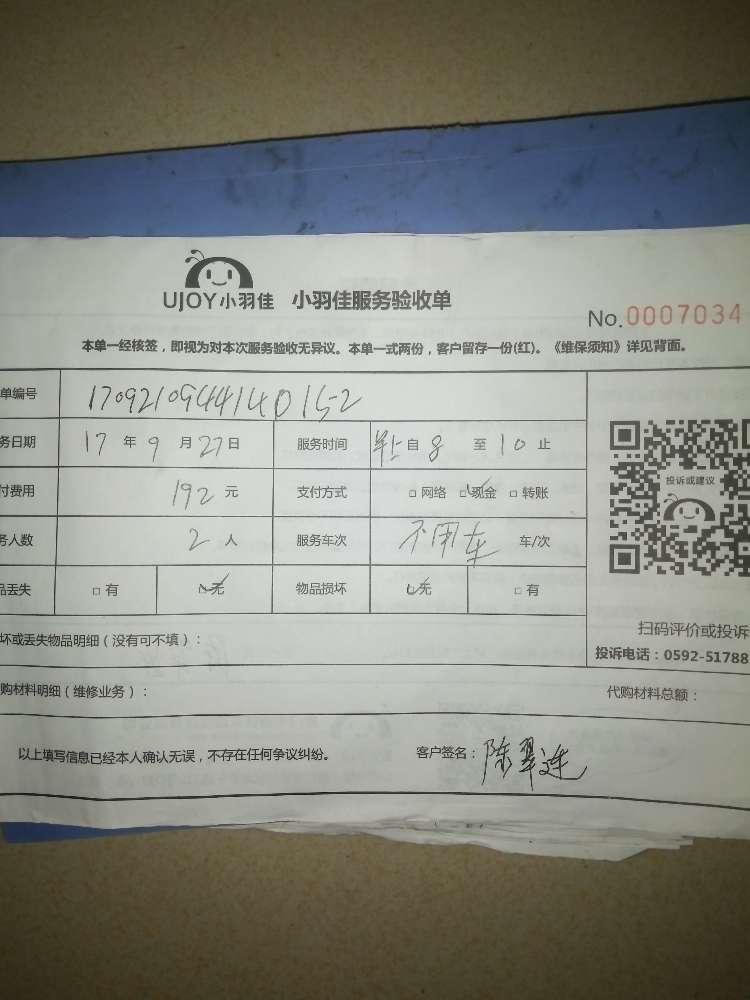 UJOY小羽佳 小羽佳服务验收单
No.0007034
本单一经核签，即视为对本次服务验收无异议。本单一式两份，客户留存一份(红)。《维保须知》详见背面。
单编号 170921094414015-2
务日期 17 年 9 月 27 日 服务时间 早上自 8 至 10 止
付费用 192 元 支付方式 □网络 ☑现金 □转账
务人数 2 人 服务车次 不用车 车/次
品丢失 □有 ☑无 物品损坏 ☑无 □有
投诉或建议
扫码评价或投诉
投诉电话：0592-51788
坏或丢失物品明细（没有可不填）：
购材料明细（维修业务）： 代购材料总额：
以上填写信息已经本人确认无误，不存在任何争议纠纷。 客户签名：陈翠连